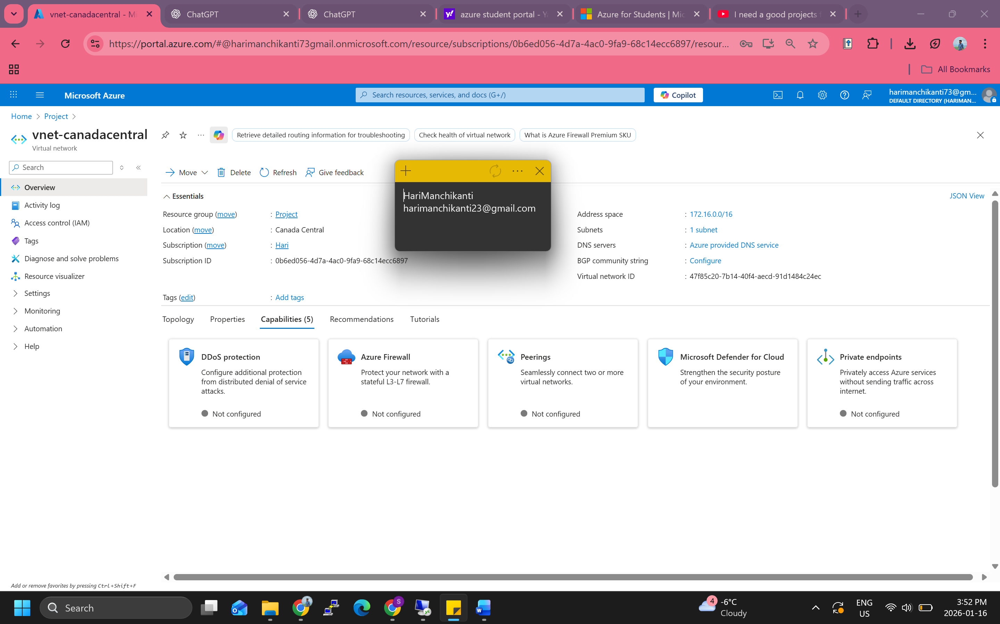 vnet-canadacentral - Mi
ChatGPT
ChatGPT
azure student portal - Ya
Azure for Students | Mic
I need a good projects f
https://portal.azure.com/#@harimanchikanti73gmail.onmicrosoft.com/resource/subscriptions/0b6ed056-4d7a-4ac0-9fa9-68c14ecc6897/resour...
All Bookmarks
Microsoft Azure
Search resources, services, and docs (G+/)
Copilot
harimanchikanti73@gm...
DEFAULT DIRECTORY (HARIMAN...
Home > Project >
vnet-canadacentral
Virtual network
Retrieve detailed routing information for troubleshooting
Check health of virtual network
What is Azure Firewall Premium SKU
Search
Overview
Activity log
Access control (IAM)
Tags
Diagnose and solve problems
Resource visualizer
Settings
Monitoring
Automation
Help
Move
Delete
Refresh
Give feedback
HariManchikanti
harimanchikanti23@gmail.com
Essentials
JSON View
Resource group (move) : Project
Location (move) : Canada Central
Subscription (move) : Hari
Subscription ID : 0b6ed056-4d7a-4ac0-9fa9-68c14ecc6897
Address space : 172.16.0.0/16
Subnets : 1 subnet
DNS servers : Azure provided DNS service
BGP community string : Configure
Virtual network ID : 47f85c20-7b14-40f4-aecd-91d1484c24ec
Tags (edit) : Add tags
Topology
Properties
Capabilities (5)
Recommendations
Tutorials
DDoS protection
Configure additional protection
from distributed denial of service
attacks.
Not configured
Azure Firewall
Protect your network with a
stateful L3-L7 firewall.
Not configured
Peerings
Seamlessly connect two or more
virtual networks.
Not configured
Microsoft Defender for Cloud
Strengthen the security posture
of your environment.
Private endpoints
Privately access Azure services
without sending traffic across
internet.
Not configured
Add or remove favorites by pressing Ctrl+Shift+F
Search
S
4
-6°C
Cloudy
ENG
US
3:52 PM
2026-01-16